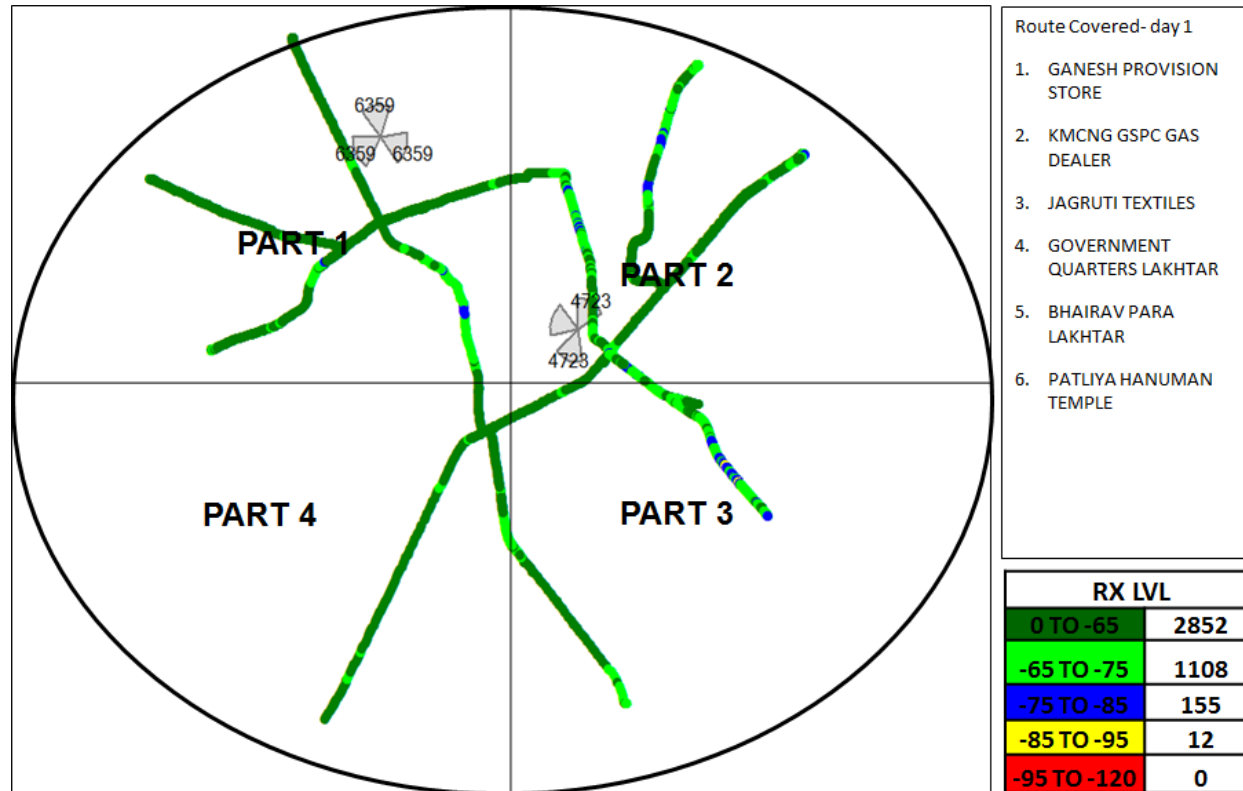 6359
6359 6359
PART 1
PART 2
4723
4723
PART 4
PART 3
Route Covered- day 1
1. GANESH PROVISION
STORE
2. KMCNG GSPC GAS
DEALER
3. JAGRUTI TEXTILES
4. GOVERNMENT
QUARTERS LAKHTAR
5. BHAIRAV PARA
LAKHTAR
6. PATLIYA HANUMAN
TEMPLE
RX LVL
0 TO -65 2852
-65 TO -75 1108
-75 TO -85 155
-85 TO -95 12
-95 TO -120 0